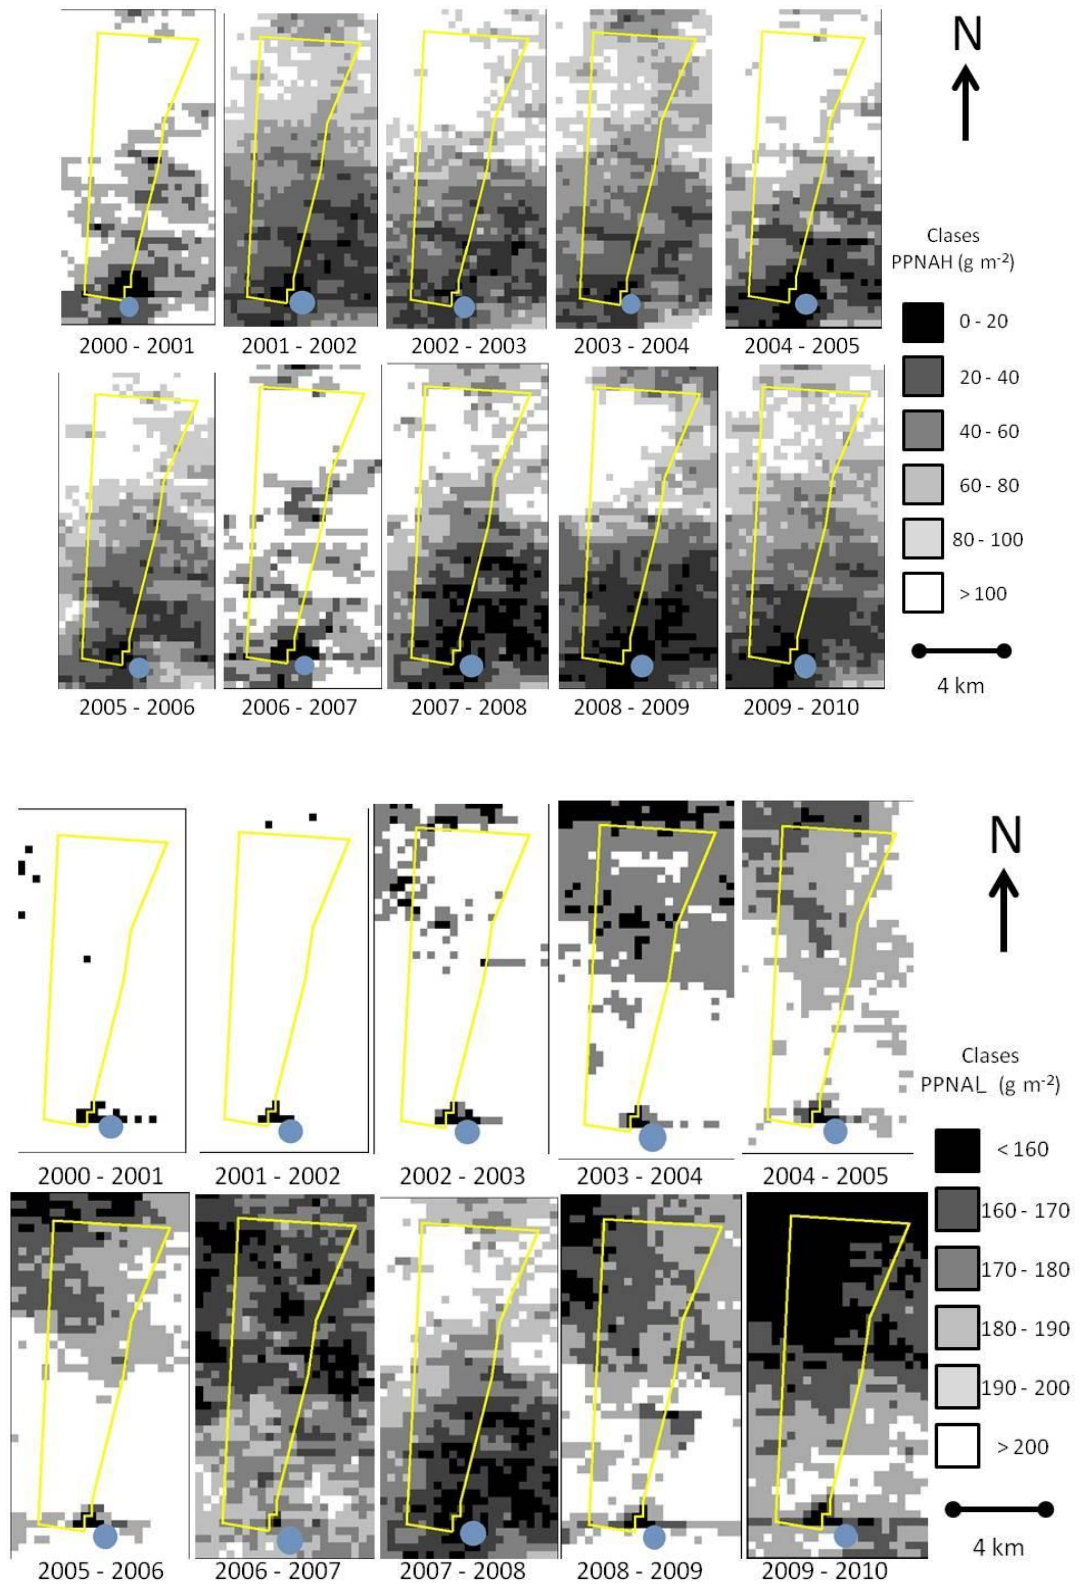 N
Clases
PPNAH (g m-2)
0 - 20
20 - 40
40 - 60
60 - 80
80 - 100
> 100
4 km
2000 - 2001
2001 - 2002
2002 - 2003
2003 - 2004
2004 - 2005
2005 - 2006
2006 - 2007
2007 - 2008
2008 - 2009
2009 - 2010
N
Clases
PPNAL (g m-2)
< 160
160 - 170
170 - 180
180 - 190
190 - 200
> 200
4 km
2000 - 2001
2001 - 2002
2002 - 2003
2003 - 2004
2004 - 2005
2005 - 2006
2006 - 2007
2007 - 2008
2008 - 2009
2009 - 2010